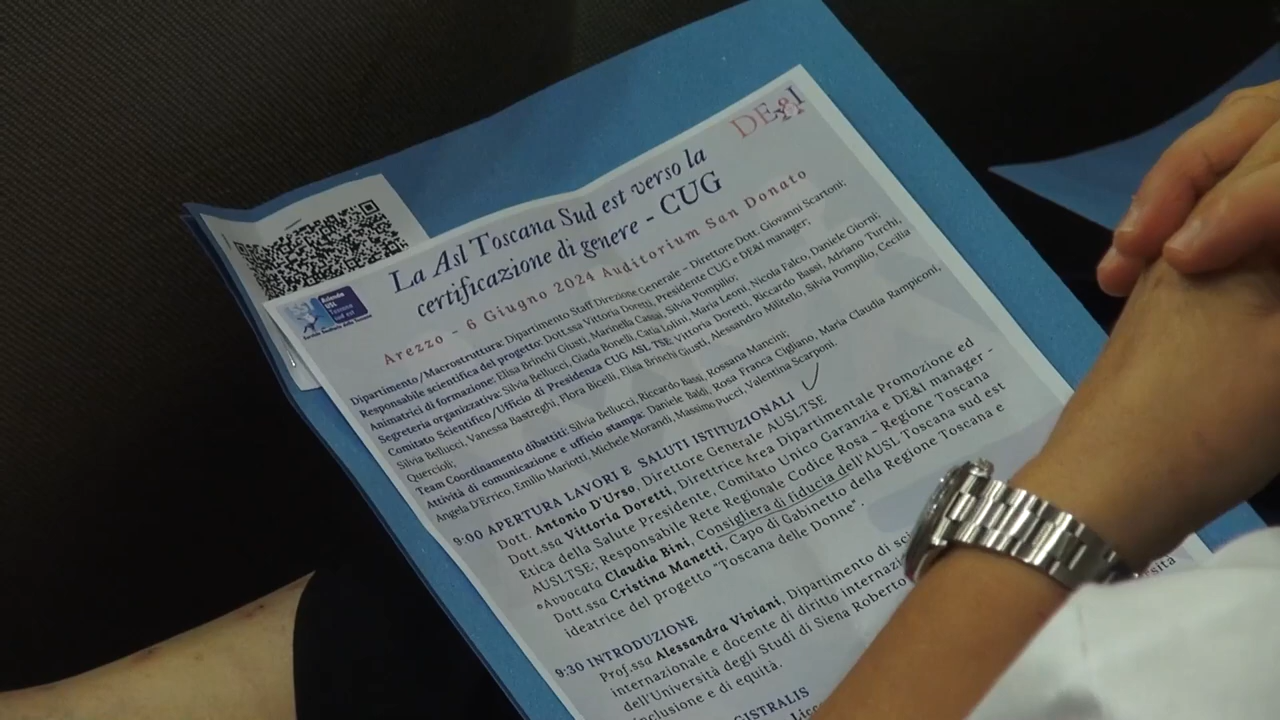 DE&I
La Asl Toscana Sud est verso la
certificazione di genere - CUG
Arezzo - 6 Giugno 2024 Auditorium San Donato
Azienda
USL
Toscana
sud est
Dipartimento/Macrostruttura: Dipartimento Staff Direzione Generale – Direttore Dott. Giovanni Scartoni;
Responsabile scientifica del progetto: Dott.ssa Vittoria Doretti, Presidente CUG e DE&I manager;
Animatrici di formazione: Elisa Brinchi Giusti, Marinella Cassai, Silvia Pompilio;
Segreteria organizzativa: Silvia Bellucci, Giada Bonelli, Catia Lolini, Maria Leoni, Nicola Falco, Daniele Giorni;
Comitato Scientifico/Ufficio di Presidenza CUG ASL TSE Vittoria Doretti, Riccardo Bassi, Adriano Turchi,
Silvia Bellucci, Vanessa Bastreghi, Flora Bicelli, Elisa Brinchi Giusti, Alessandro Militello, Silvia Pompilio, Cecilia
Quercioli;
Team Coordinamento dibattiti: Silvia Bellucci, Riccardo Bassi, Rossana Mancini;
Attività di comunicazione e ufficio stampa: Daniele Baldi, Rosa Franca Cigliano, Maria Claudia Rampiconi,
Angela D'Errico, Emilio Mariotti, Michele Morandi, Massimo Pucci, Valentina Scarponi.
9:00 APERTURA LAVORI E SALUTI ISTITUZIONALI
Dott. Antonio D'Urso, Direttore Generale AUSLTSE
Dott.ssa Vittoria Doretti, Direttrice Area Dipartimentale Promozione ed
Etica della Salute Presidente, Comitato Unico Garanzia e DE&I manager -
AUSLTSE; Responsabile Rete Regionale Codice Rosa - Regione Toscana
Avvocata Claudia Bini, Consigliera di fiducia dell'AUSL Toscana sud est
Dott.ssa Cristina Manetti, Capo di Gabinetto della Regione Toscana e
ideatrice del progetto "Toscana delle Donne".
9:30 INTRODUZIONE
Prof.ssa Alessandra Viviani, Dipartimento di
internazionale e docente di diritto
dell'Università degli Studi di Siena Roberto
inclusione e di equità.